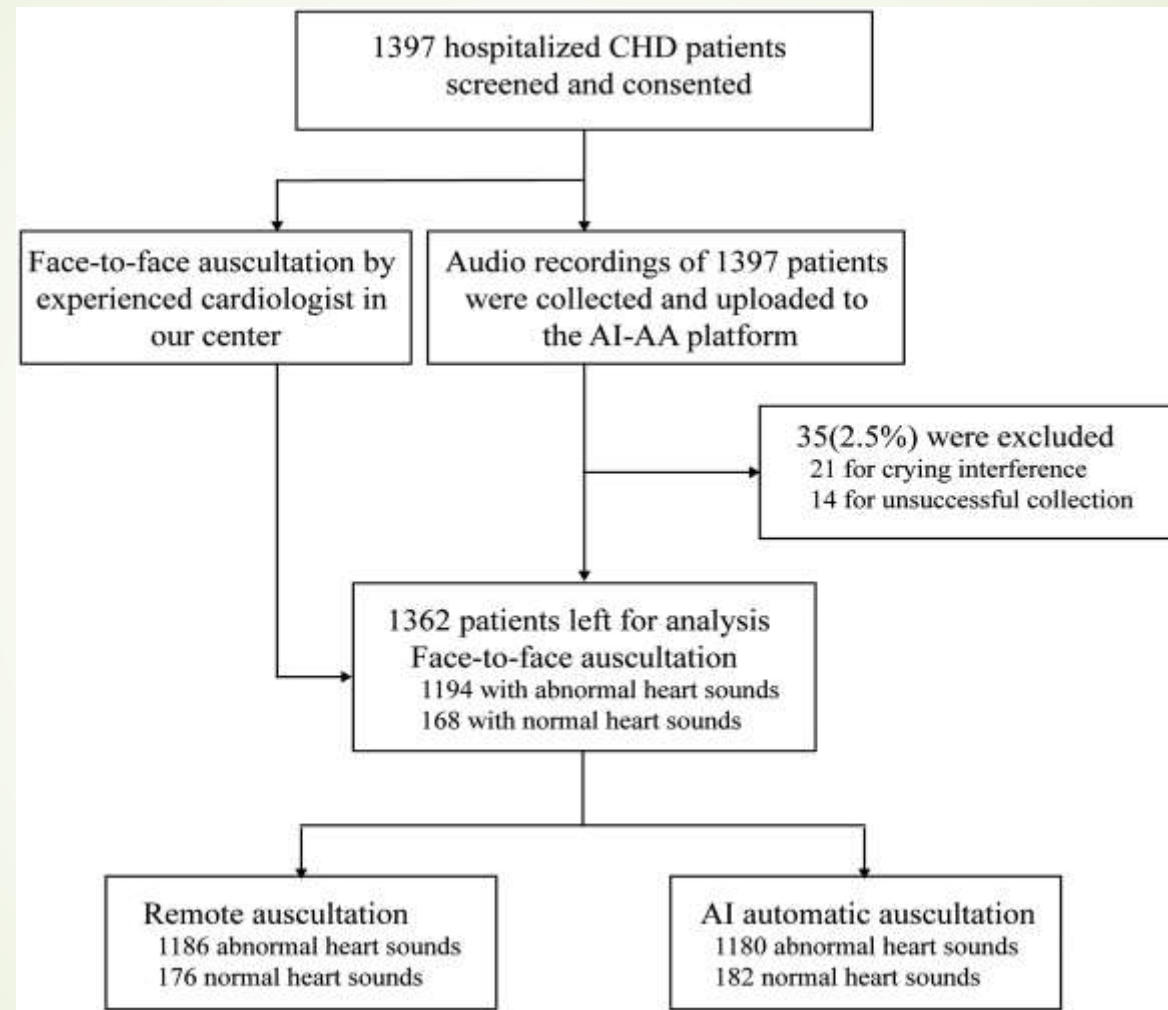 1397 hospitalized CHD patients
screened and consented
Face-to-face auscultation by
experienced cardiologist in
our center
Audio recordings of 1397 patients
were collected and uploaded to
the AI-AA platform
35(2.5%) were excluded
21 for crying interference
14 for unsuccessful collection
1362 patients left for analysis
Face-to-face auscultation
1194 with abnormal heart sounds
168 with normal heart sounds
Remote auscultation
1186 abnormal heart sounds
176 normal heart sounds
AI automatic auscultation
1180 abnormal heart sounds
182 normal heart sounds